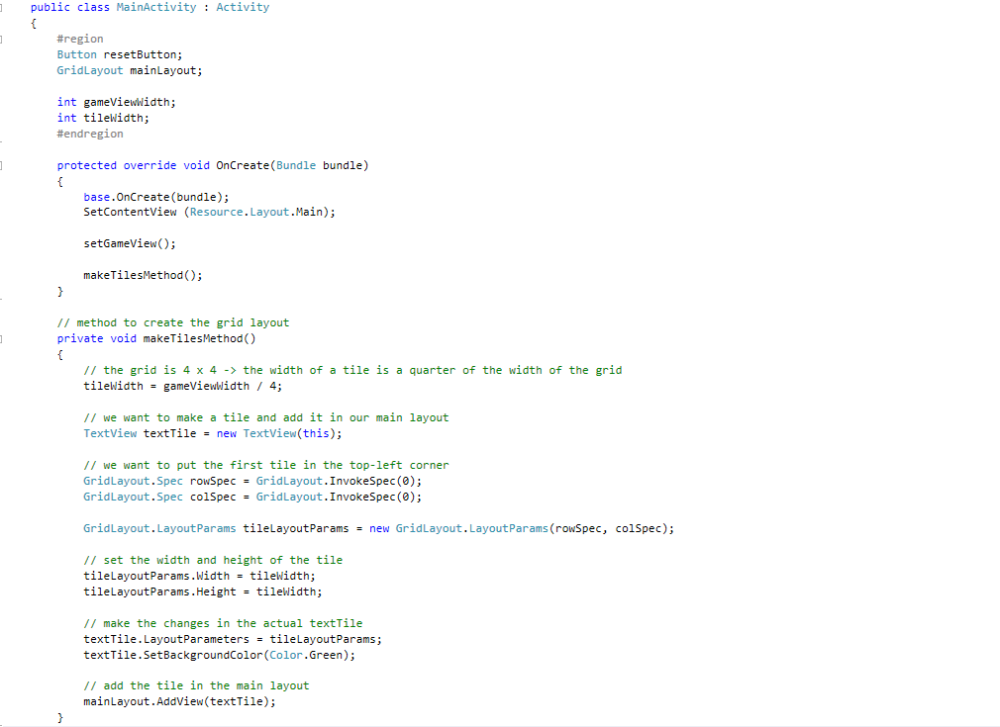 public class MainActivity : Activity
{
#region
Button resetButton;
GridLayout mainLayout;
int gameViewWidth;
int tileWidth;
#endregion
protected override void OnCreate(Bundle bundle)
{
base.OnCreate(bundle);
SetContentView (Resource.Layout.Main);
setGameView();
makeTilesMethod();
}
// method to create the grid layout
private void makeTilesMethod()
{
// the grid is 4 x 4 -> the width of a tile is a quarter of the width of the grid
tileWidth = gameViewWidth / 4;
// we want to make a tile and add it in our main layout
TextView textTile = new TextView(this);
// we want to put the first tile in the top-left corner
GridLayout.Spec rowSpec = GridLayout.InvokeSpec(0);
GridLayout.Spec colSpec = GridLayout.InvokeSpec(0);
GridLayout.LayoutParams tileLayoutParams = new GridLayout.LayoutParams(rowSpec, colSpec);
// set the width and height of the tile
tileLayoutParams.Width = tileWidth;
tileLayoutParams.Height = tileWidth;
// make the changes in the actual textTile
textTile.LayoutParameters = tileLayoutParams;
textTile.SetBackgroundColor(Color.Green);
// add the tile in the main layout
mainLayout.AddView(textTile);
}